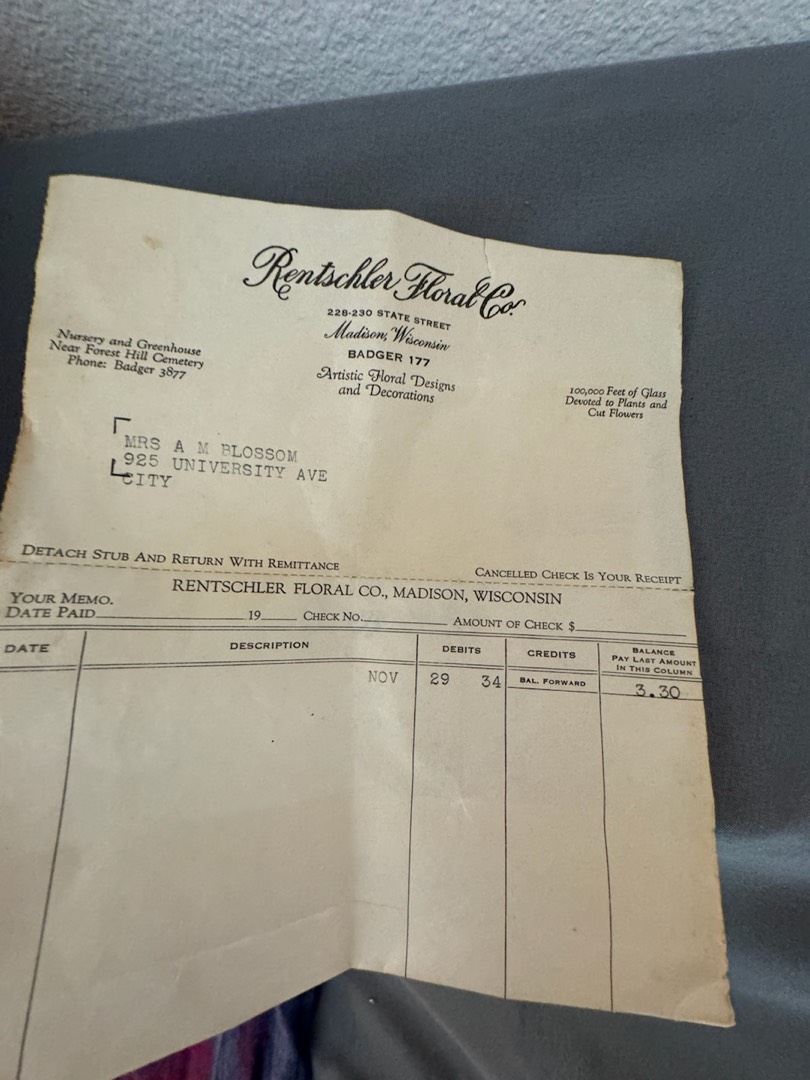 Rentschler Floral Co.
228-230 STATE STREET
Madison, Wisconsin
BADGER 177
Artistic Floral Designs
and Decorations
Nursery and Greenhouse
Near Forest Hill Cemetery
Phone: Badger 3877
100,000 Feet of Glass
Devoted to Plants and
Cut Flowers
MRS A M BLOSSOM
925 UNIVERSITY AVE
CITY
DETACH STUB AND RETURN WITH REMITTANCE
CANCELLED CHECK IS YOUR RECEIPT
RENTSCHLER FLORAL CO., MADISON, WISCONSIN
YOUR MEMO.
DATE PAID 19 CHECK NO. AMOUNT OF CHECK $
DATE DESCRIPTION DEBITS CREDITS BALANCE
PAY LAST AMOUNT
IN THIS COLUMN
NOV 29 34 BAL. FORWARD 3.30